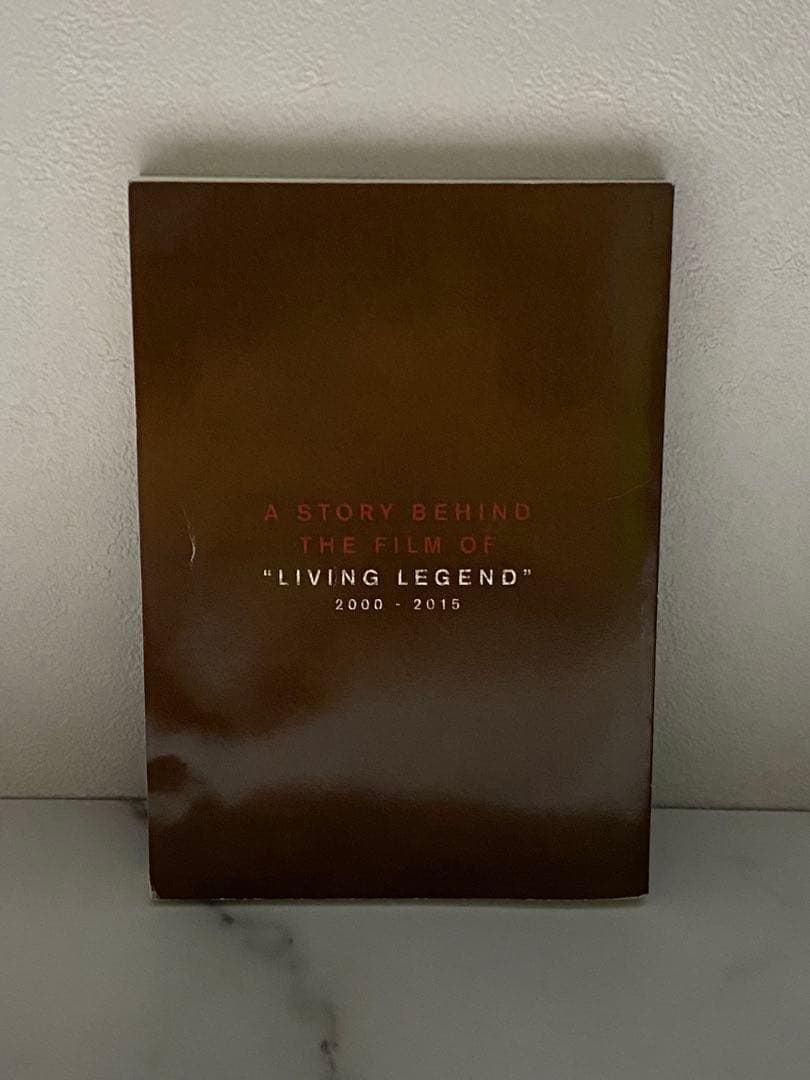 A STORY BEHIND
THE FILM OF
“LIVING LEGEND”
2000 - 2015